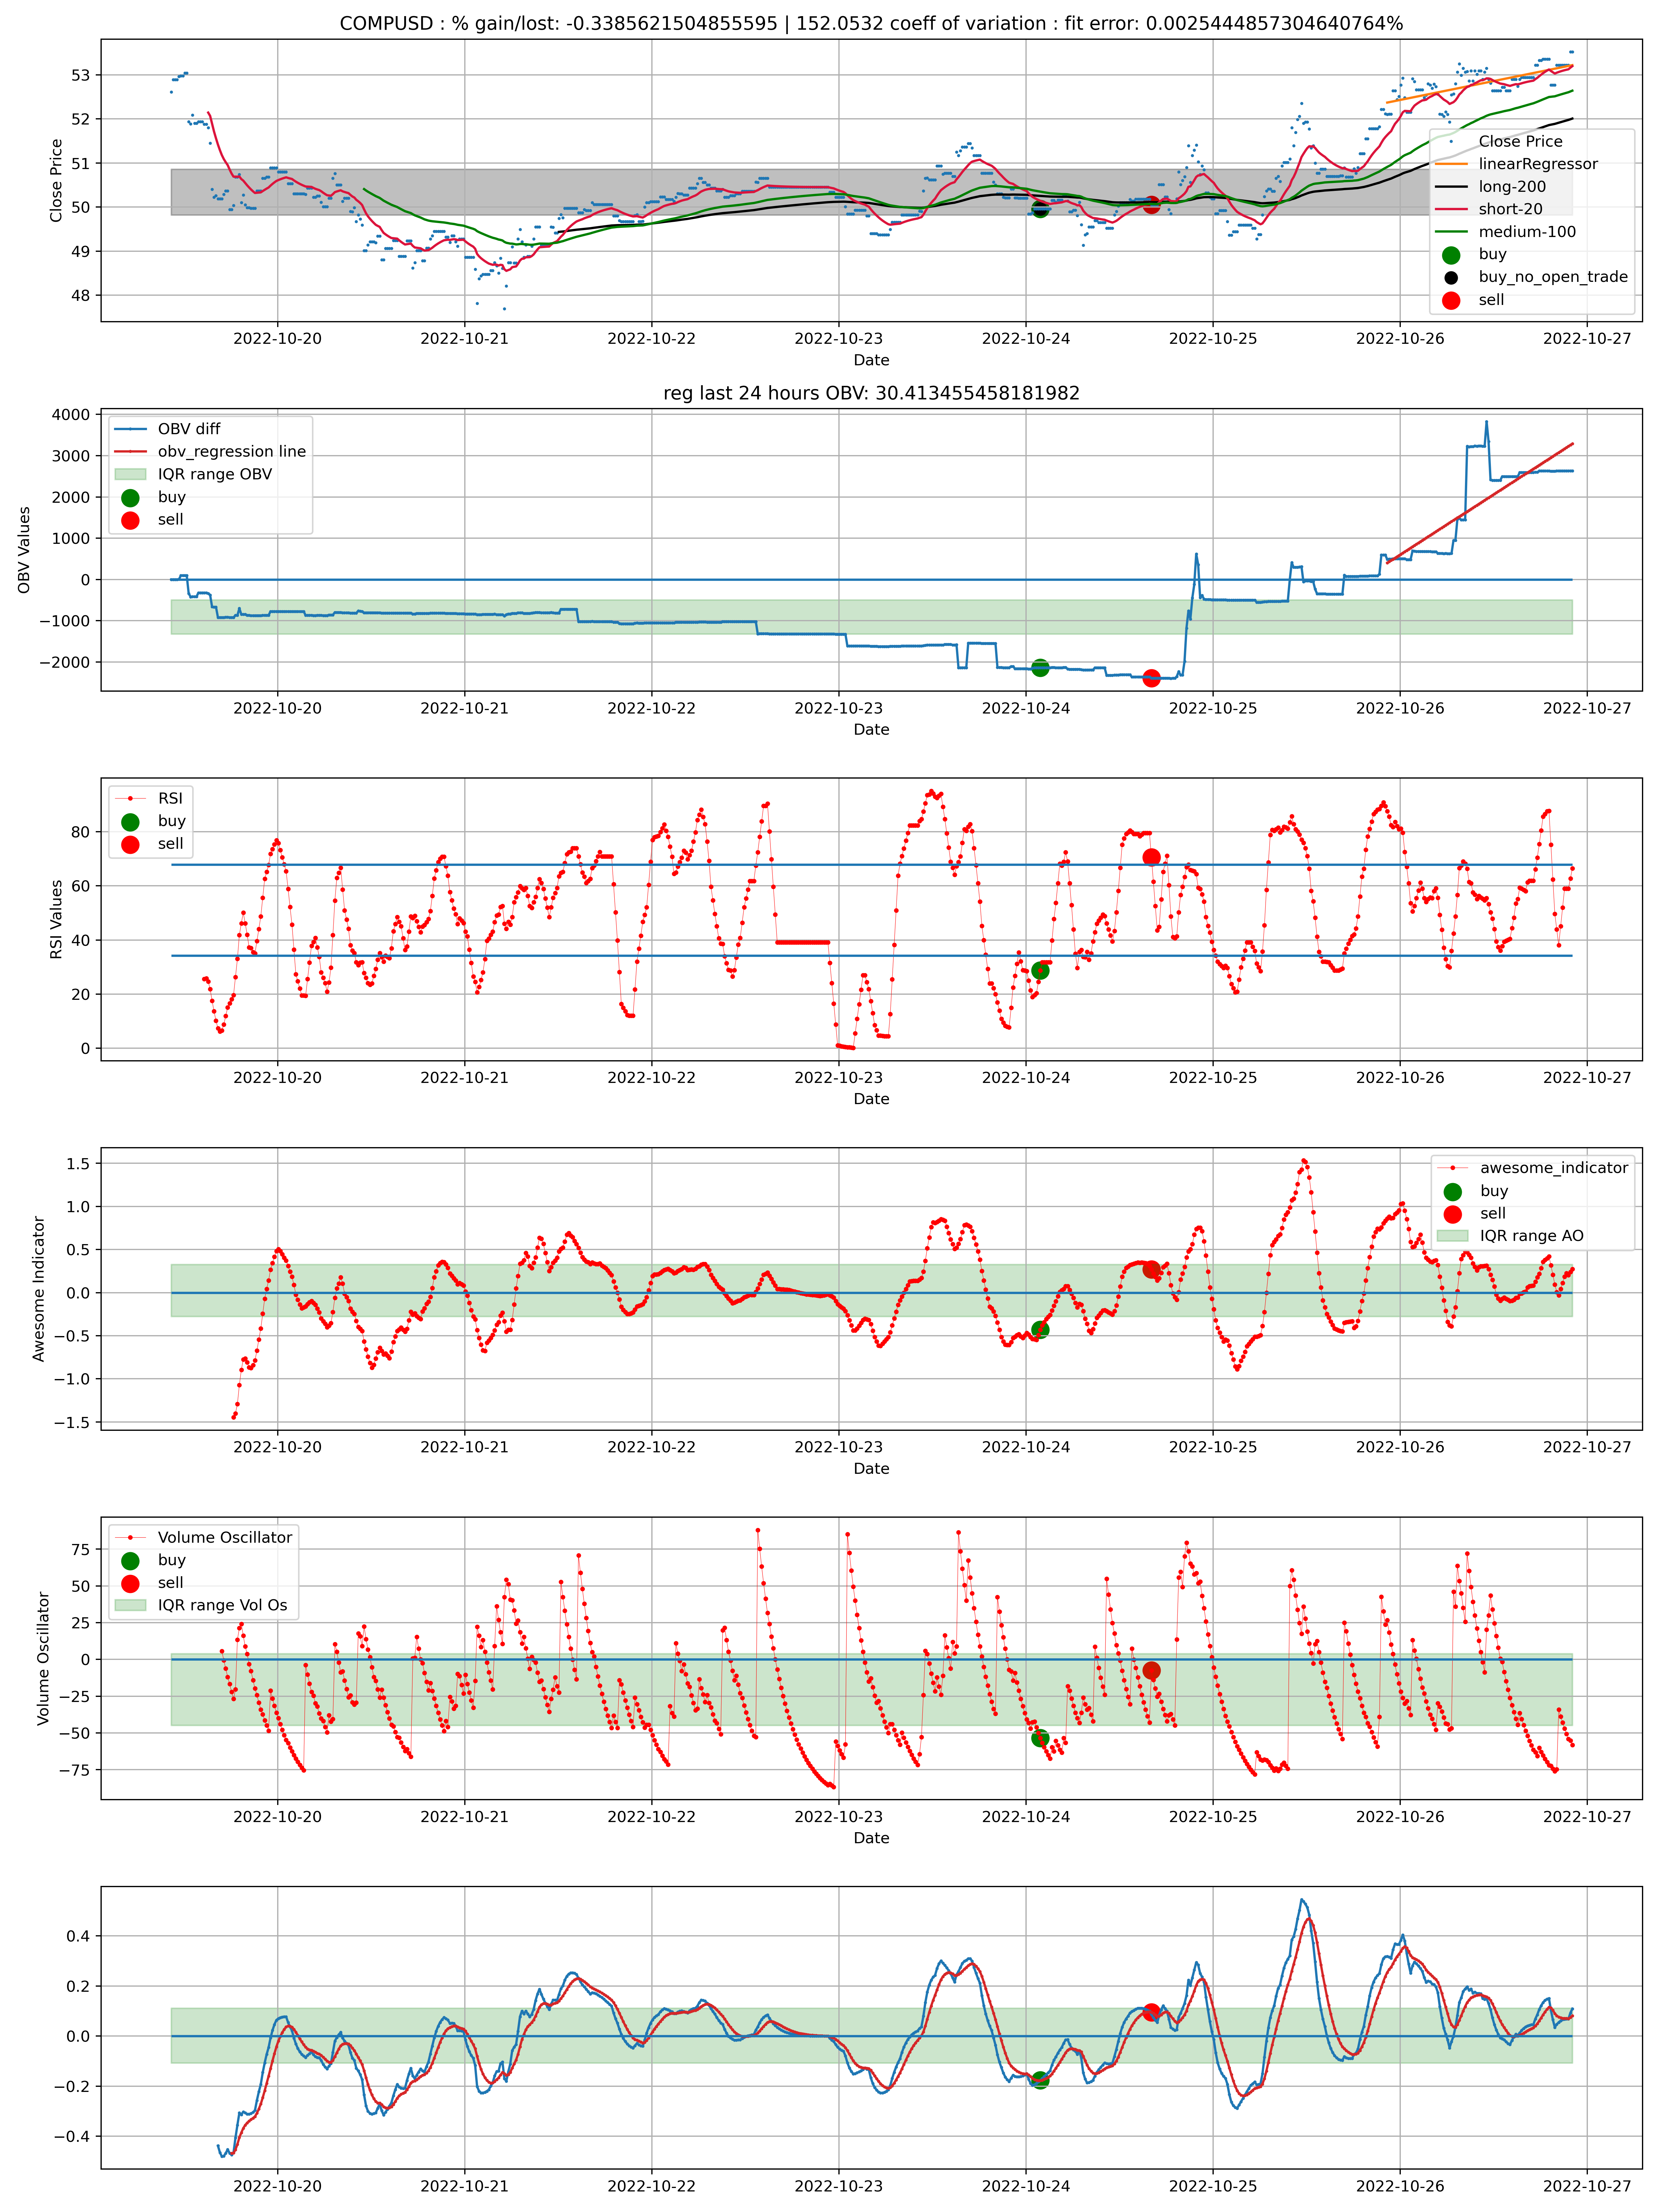 COMPUSD : % gain/lost: -0.3385621504855595 | 152.0532 coeff of variation : fit error: 0.0025444857304640764%
Close Price
53
52
51
50
49
48
Close Price
linearRegressor
long-200
short-20
medium-100
buy
buy_no_open_trade
sell
2022-10-20 2022-10-21 2022-10-22 2022-10-23 2022-10-24 2022-10-25 2022-10-26 2022-10-27
Date
reg last 24 hours OBV: 30.413455458181982
OBV Values
4000
3000
2000
1000
0
−1000
−2000
OBV diff
obv_regression line
IQR range OBV
buy
sell
2022-10-20 2022-10-21 2022-10-22 2022-10-23 2022-10-24 2022-10-25 2022-10-26 2022-10-27
Date
RSI Values
80
60
40
20
0
RSI
buy
sell
2022-10-20 2022-10-21 2022-10-22 2022-10-23 2022-10-24 2022-10-25 2022-10-26 2022-10-27
Date
Awesome Indicator
1.5
1.0
0.5
0.0
−0.5
−1.0
−1.5
awesome_indicator
buy
sell
IQR range AO
2022-10-20 2022-10-21 2022-10-22 2022-10-23 2022-10-24 2022-10-25 2022-10-26 2022-10-27
Date
Volume Oscillator
75
50
25
0
−25
−50
−75
Volume Oscillator
buy
sell
IQR range Vol Os
2022-10-20 2022-10-21 2022-10-22 2022-10-23 2022-10-24 2022-10-25 2022-10-26 2022-10-27
Date
0.4
0.2
0.0
−0.2
−0.4
2022-10-20 2022-10-21 2022-10-22 2022-10-23 2022-10-24 2022-10-25 2022-10-26 2022-10-27